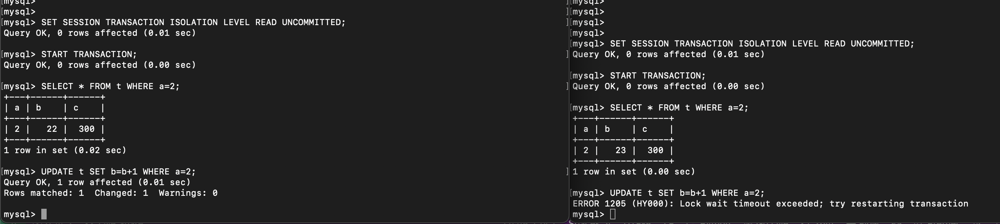 mysql>
mysql>
mysql> SET SESSION TRANSACTION ISOLATION LEVEL READ UNCOMMITTED;
Query OK, 0 rows affected (0.01 sec)
mysql> START TRANSACTION;
Query OK, 0 rows affected (0.00 sec)
mysql> SELECT * FROM t WHERE a=2;
+---+------+------+
| a | b    | c    |
+---+------+------+
| 2 |   22 |  300 |
+---+------+------+
1 row in set (0.02 sec)
mysql> UPDATE t SET b=b+1 WHERE a=2;
Query OK, 1 row affected (0.01 sec)
Rows matched: 1  Changed: 1  Warnings: 0
mysql>
mysql>
mysql>
mysql>
mysql>
mysql> SET SESSION TRANSACTION ISOLATION LEVEL READ UNCOMMITTED;
Query OK, 0 rows affected (0.01 sec)
mysql> START TRANSACTION;
Query OK, 0 rows affected (0.00 sec)
mysql> SELECT * FROM t WHERE a=2;
+---+------+------+
| a | b    | c    |
+---+------+------+
| 2 |   23 |  300 |
+---+------+------+
1 row in set (0.00 sec)
mysql> UPDATE t SET b=b+1 WHERE a=2;
ERROR 1205 (HY000): Lock wait timeout exceeded; try restarting transaction
mysql>